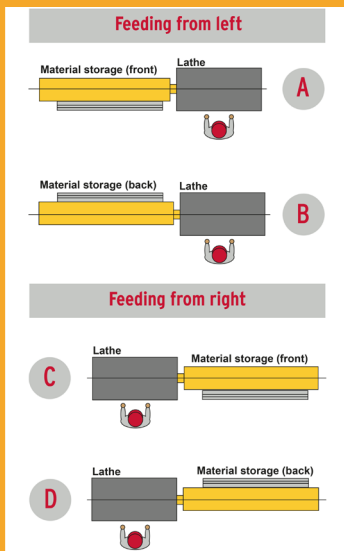 Feeding from left
Lathe
Material storage (front)
A
Material storage (back) Lathe
B
Feeding from right
Lathe
Material storage (front)
C
Lathe Material storage (back)
D